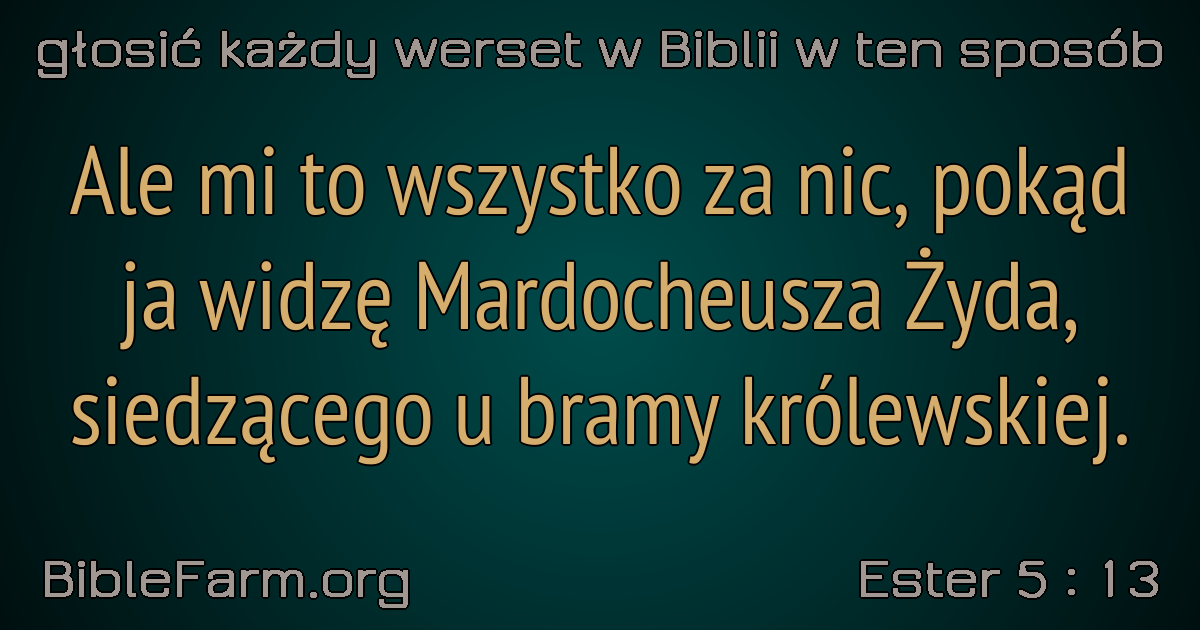 głosić każdy werset w Biblii w ten sposób
Ale mi to wszystko za nic, pokąd
ja widzę Mardocheusza Żyda,
siedzącego u bramy królewskiej.
BibleFarm.org
Ester 5 : 13